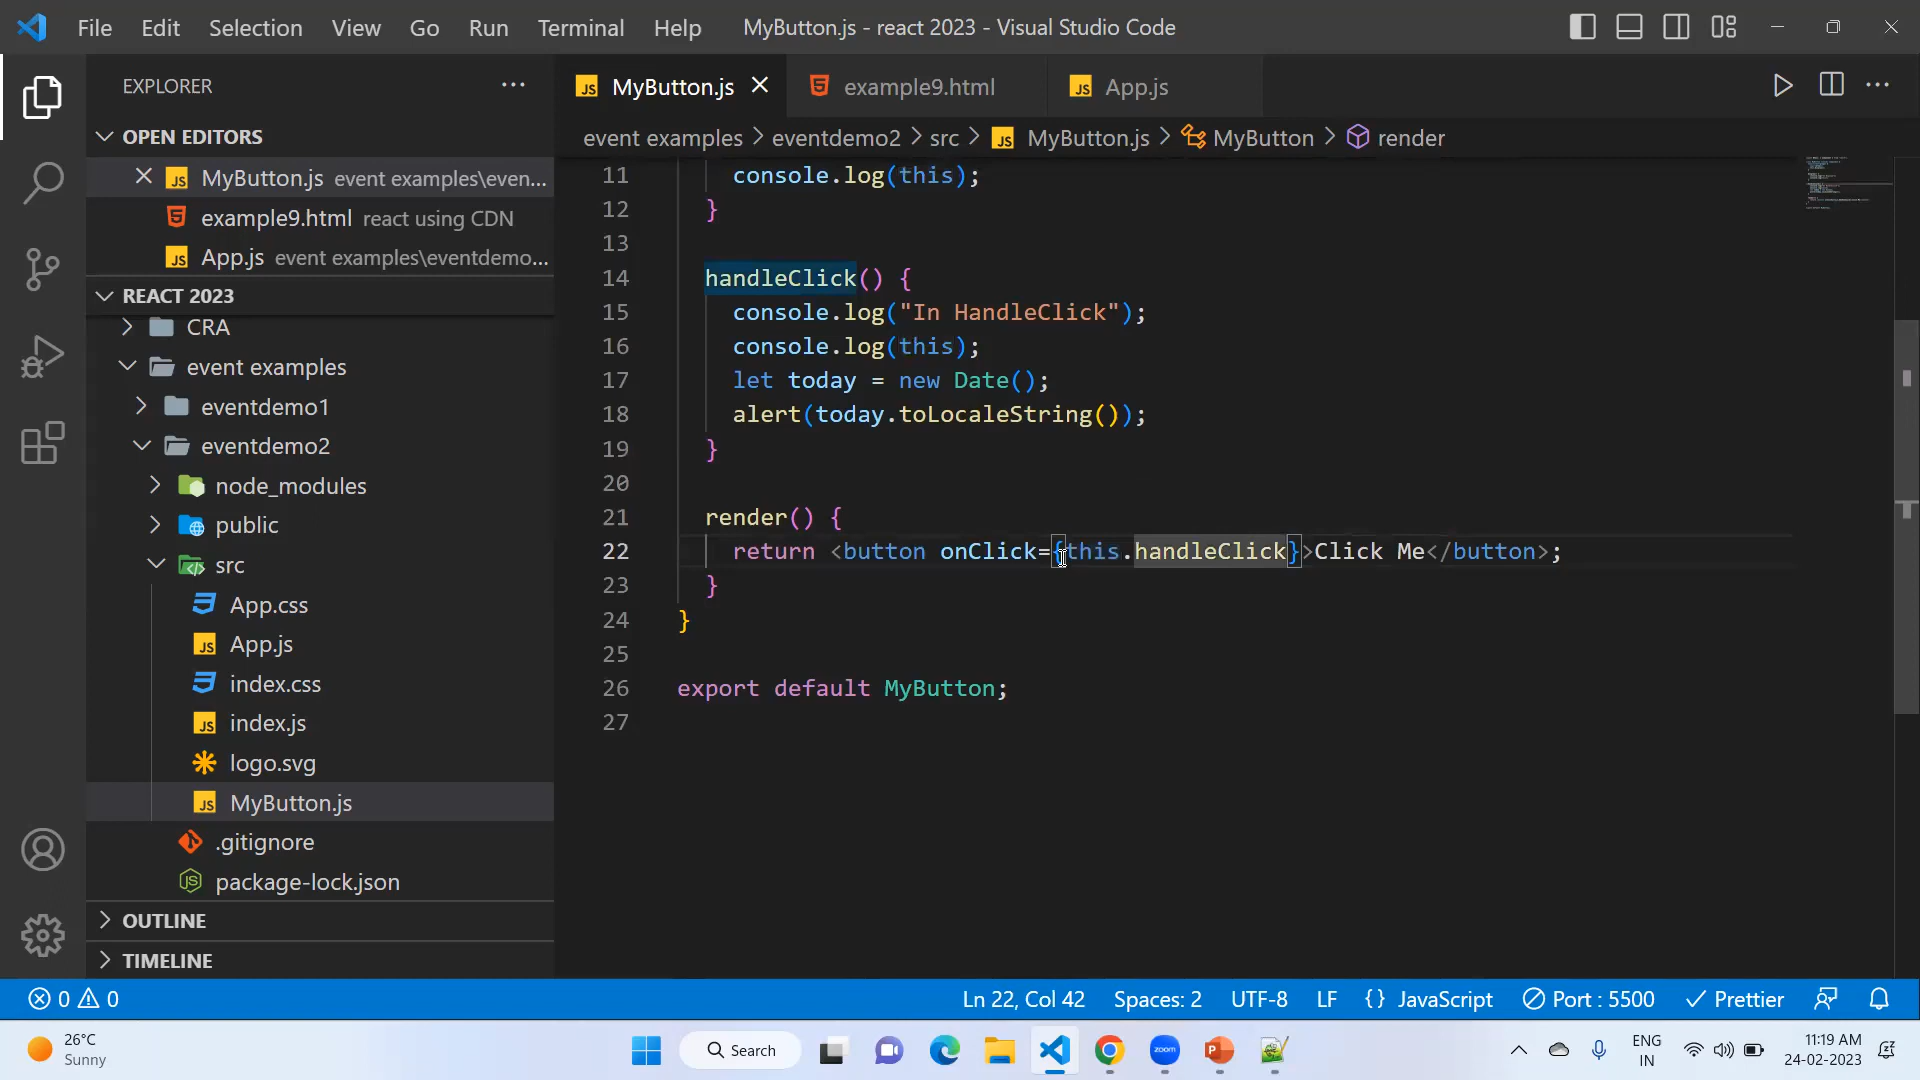 File Edit Selection View Go Run Terminal Help MyButton.js - react 2023 - Visual Studio Code
EXPLORER
OPEN EDITORS
MyButton.js event examples\even...
example9.html react using CDN
App.js event examples\eventdemo...
REACT 2023
CRA
event examples
eventdemo1
eventdemo2
node_modules
public
src
App.css
App.js
index.css
index.js
logo.svg
MyButton.js
.gitignore
package-lock.json
OUTLINE
TIMELINE
MyButton.js example9.html App.js
event examples > eventdemo2 > src > MyButton.js > MyButton > render
11 console.log(this);
12 }
13
14 handleClick() {
15 console.log("In HandleClick");
16 console.log(this);
17 let today = new Date();
18 alert(today.toLocaleString());
19 }
20
21 render() {
22 return <button onClick={this.handleClick}>Click Me</button>;
23 }
24 }
25
26 export default MyButton;
27
0 0 Ln 22, Col 42 Spaces: 2 UTF-8 LF {} JavaScript Port : 5500 Prettier
26°C
Sunny
Search
zoom
ENG
IN
11:19 AM
24-02-2023